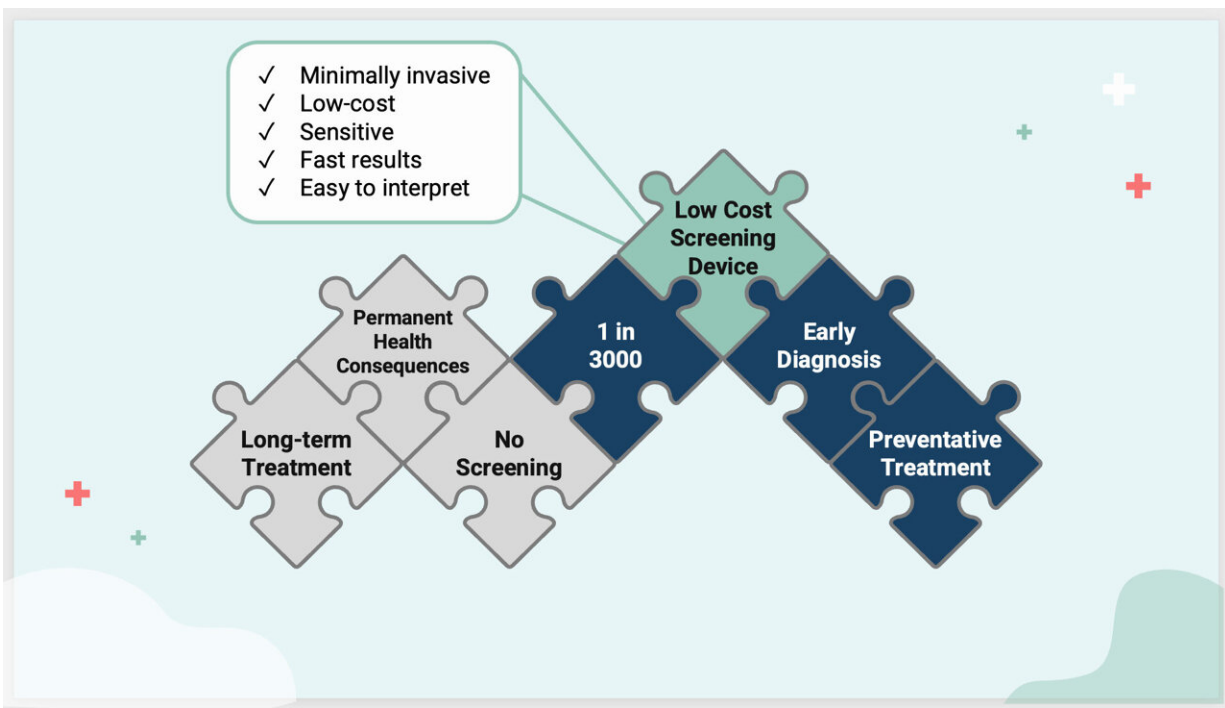 ✓ Minimally invasive
✓ Low-cost
✓ Sensitive
✓ Fast results
✓ Easy to interpret
Low Cost
Screening
Device
Permanent
Health
Consequences
1 in
3000
Early
Diagnosis
Long-term
Treatment
No
Screening
Preventative
Treatment